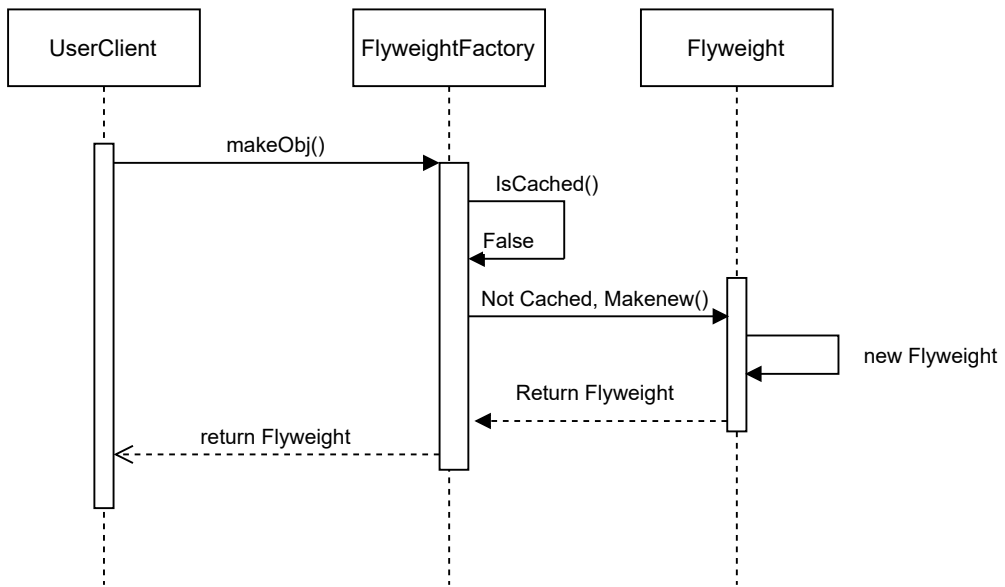 UserClient
FlyweightFactory
Flyweight
makeObj()
IsCached()
False
Not Cached, Makenew()
new Flyweight
Return Flyweight
return Flyweight